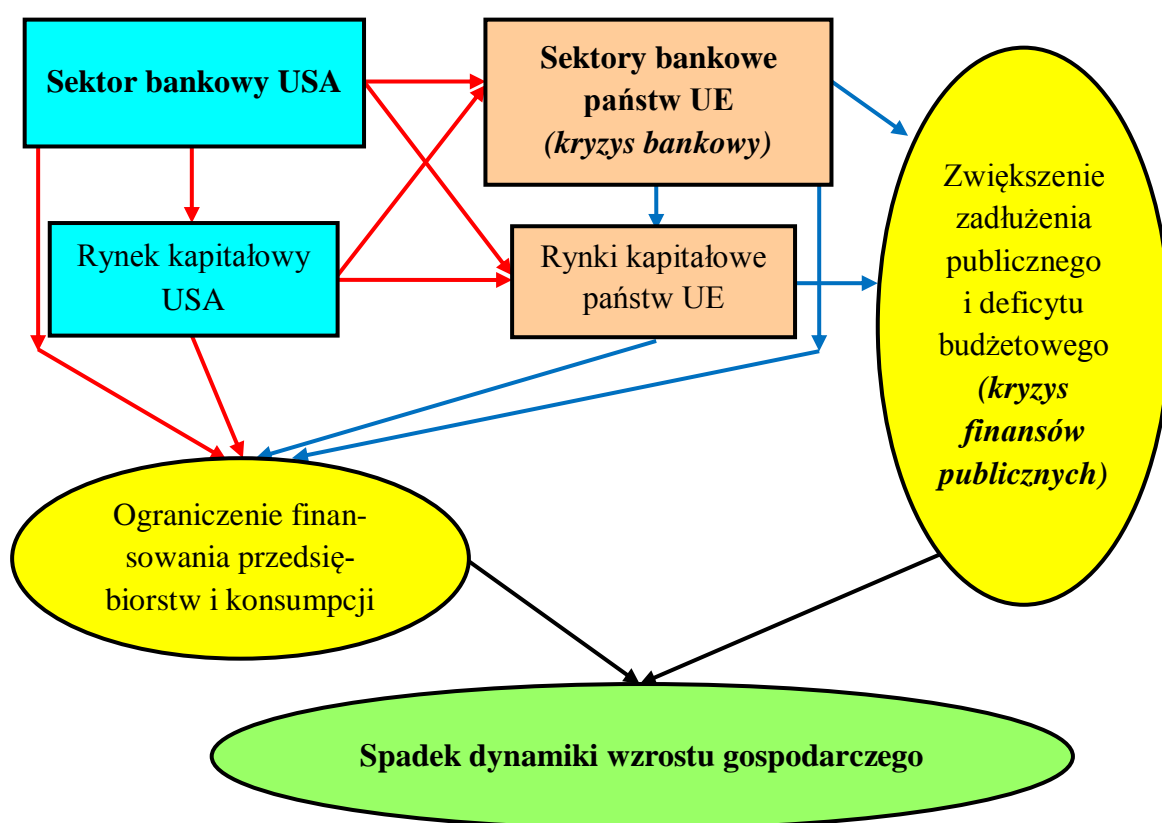 Sektor bankowy USA
Sektory bankowe
państw UE
(kryzys bankowy)
Rynek kapitałowy
USA
Rynki kapitałowe
państw UE
Zwiększenie
zadłużenia
publicznego
i deficytu
budżetowego
(kryzys
finansów
publicznych)
Ograniczenie finan-
sowania przedsię-
biorstw i konsumpcji
Spadek dynamiki wzrostu gospodarczego